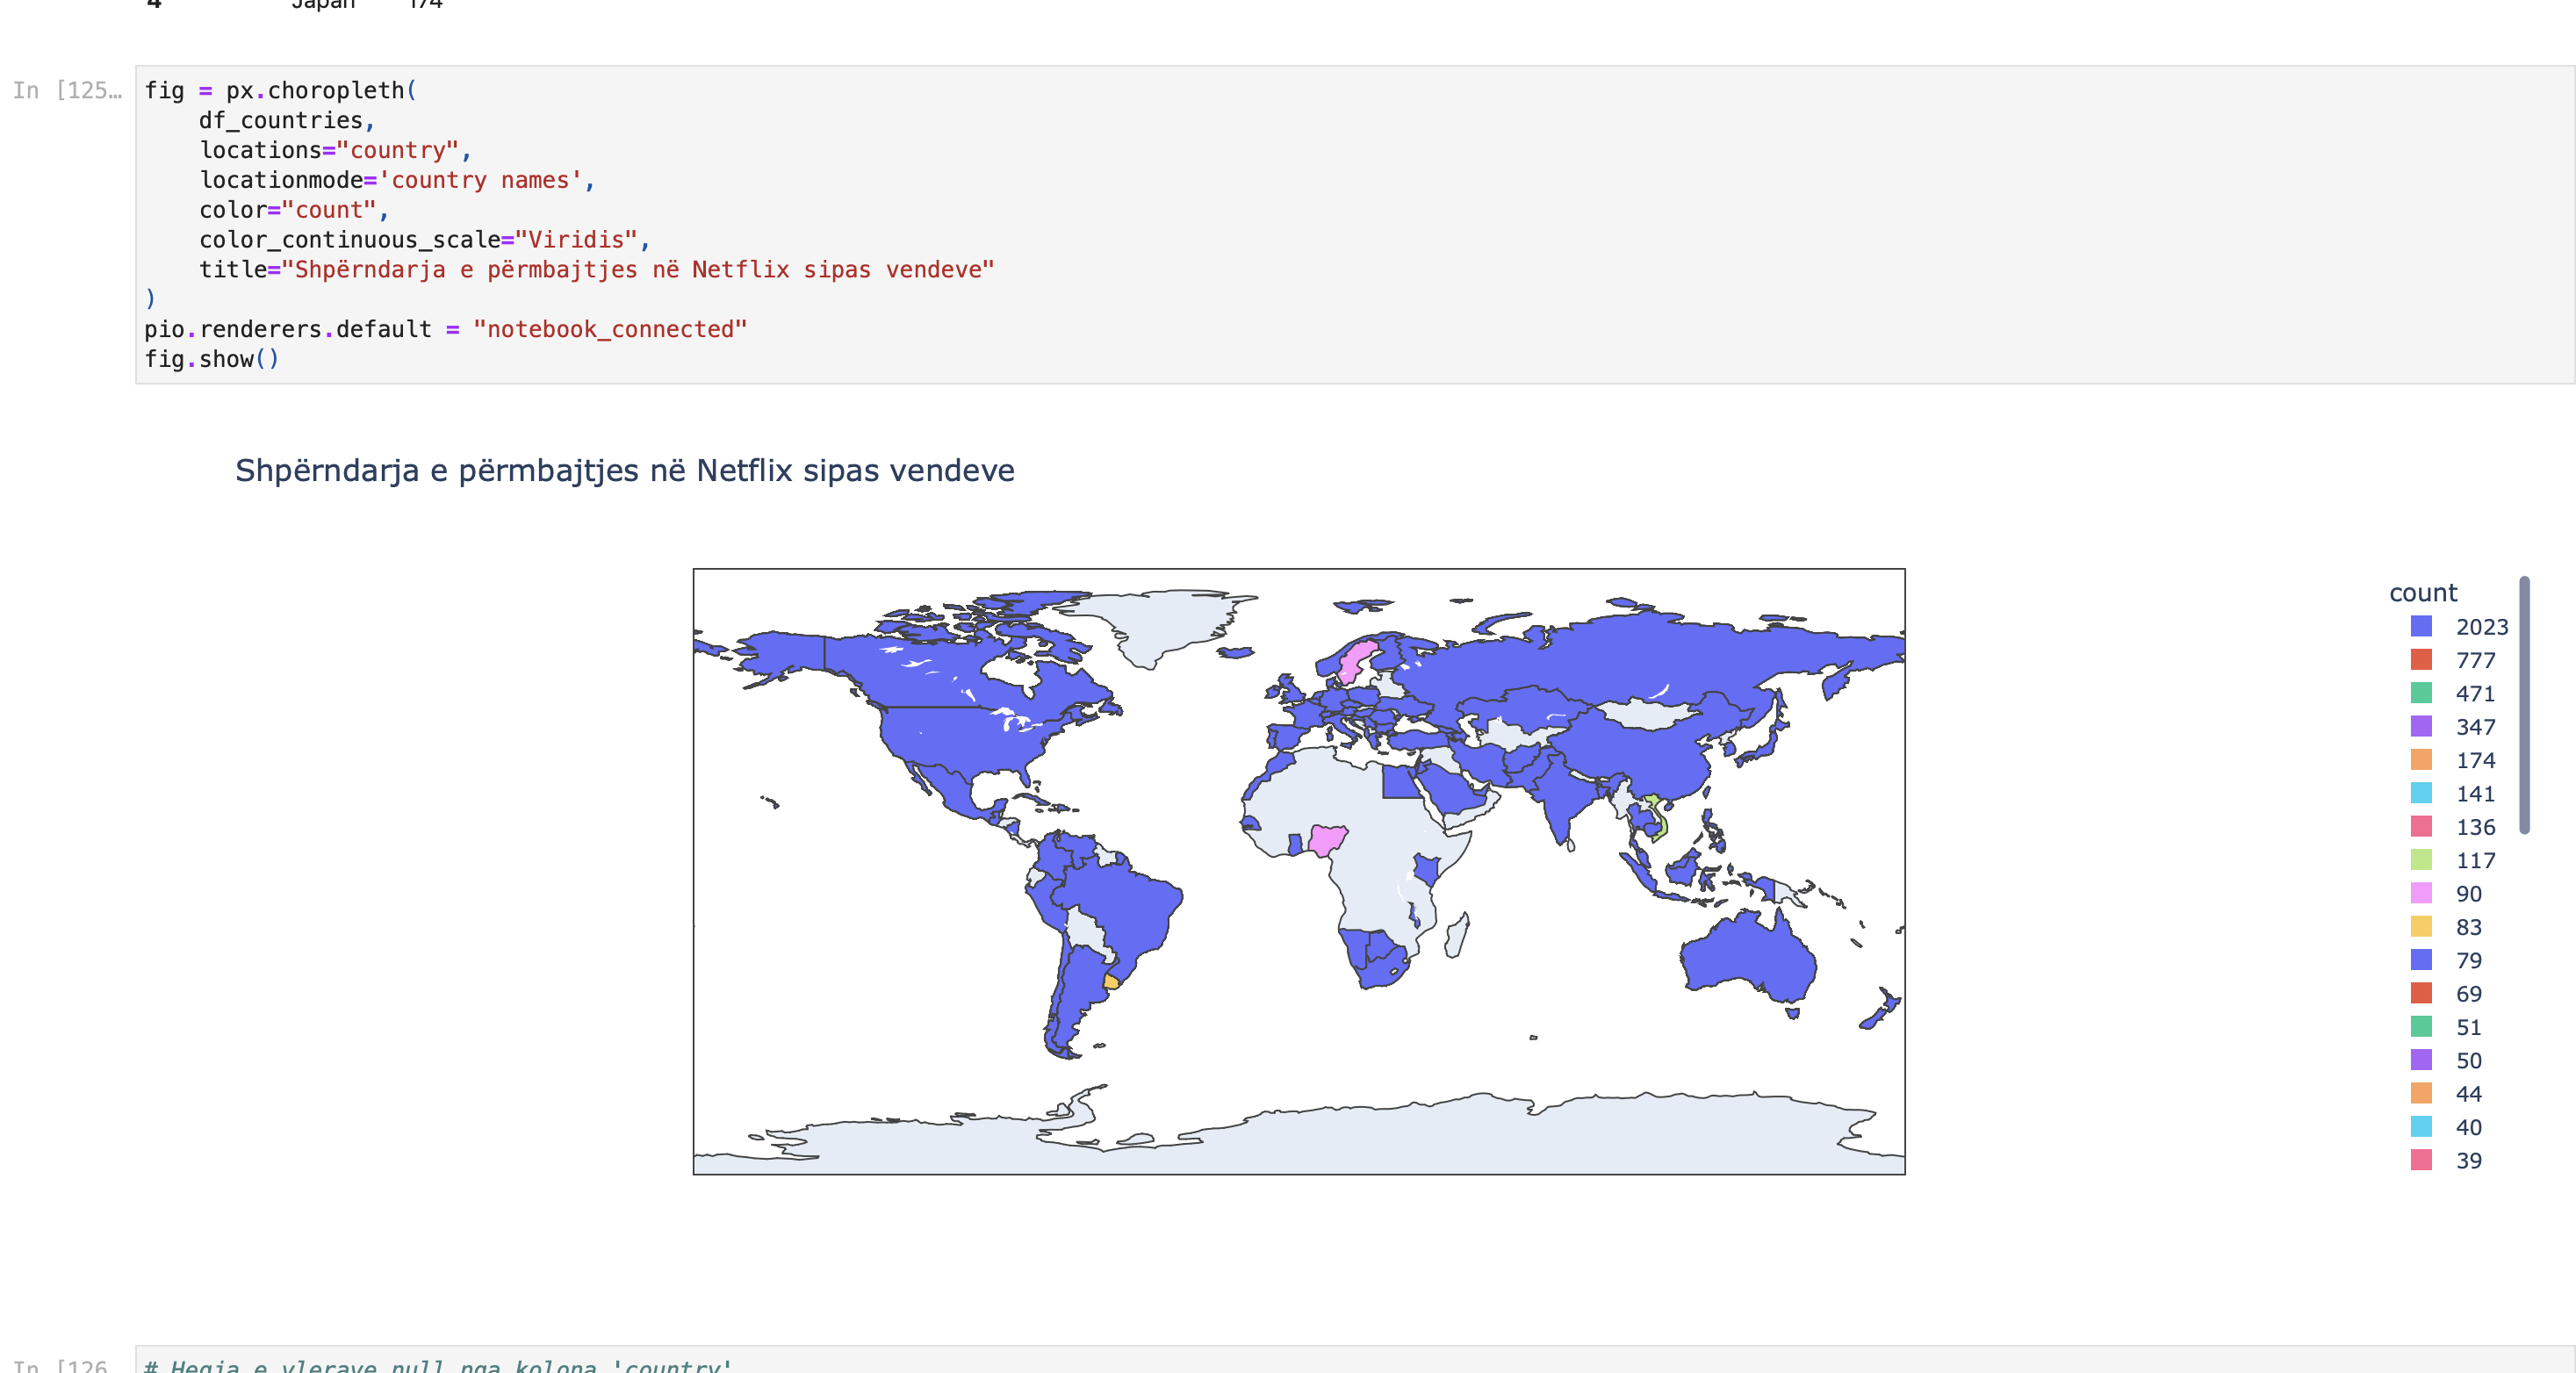 4 Japan 174
In [125…
fig = px.choropleth(
df_countries,
locations="country",
locationmode='country names',
color="count",
color_continuous_scale="Viridis",
title="Shpërndarja e përmbajtjes në Netflix sipas vendeve"
)
pio.renderers.default = "notebook_connected"
fig.show()
Shpërndarja e përmbajtjes në Netflix sipas vendeve
count
2023
777
471
347
174
141
136
117
90
83
79
69
51
50
44
40
39
In [126
# Heqja e vlerave null nga kolona 'country'